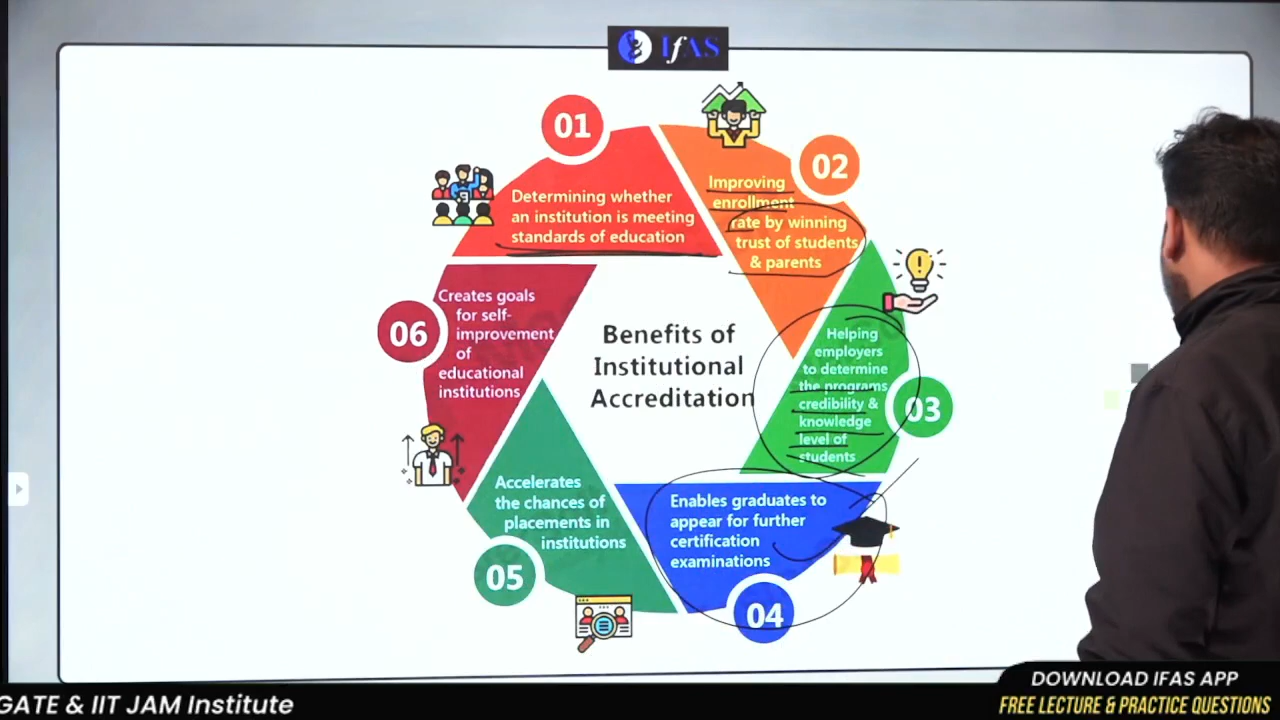 IfAS
01
Determining whether
an institution is meeting
standards of education
02
Improving
enrollment
rate by winning
trust of students
& parents
03
Helping
employers
to determine
the programs
credibility &
knowledge
level of
students
04
Enables graduates to
appear for further
certification
examinations
05
Accelerates
the chances of
placements in
institutions
06
Creates goals
for self-
improvement
of
educational
institutions
Benefits of
Institutional
Accreditation
GATE & IIT JAM Institute
DOWNLOAD IFAS APP
FREE LECTURE & PRACTICE QUESTIONS